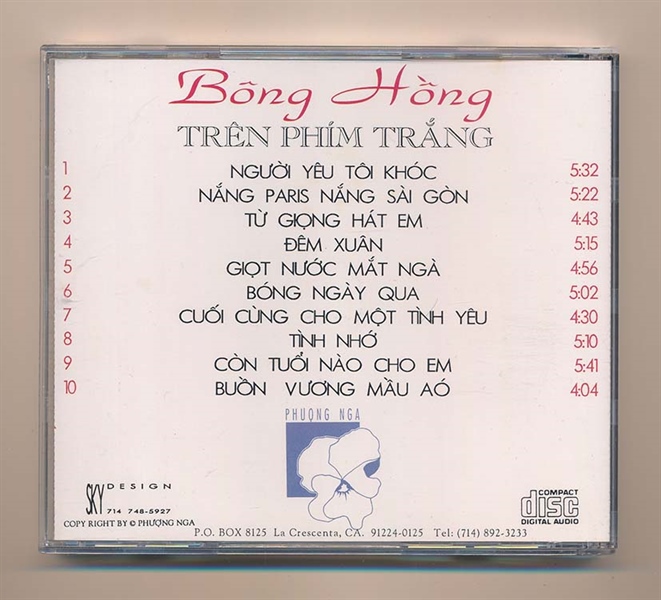 Bông Hồng
TRÊN PHÍM TRẮNG
1 NGƯỜI YÊU TÔI KHÓC 5:32
2 NẮNG PARIS NẮNG SÀI GÒN 5:22
3 TỪ GIỌNG HÁT EM 4:43
4 ĐÊM XUÂN 5:15
5 GIỌT NƯỚC MẮT NGÀ 4:56
6 BÓNG NGÀY QUA 5:02
7 CUỐI CÙNG CHO MỘT TÌNH YÊU 4:30
8 TÌNH NHỚ 5:10
9 CÒN TUỔI NÀO CHO EM 5:41
10 BUỒN VƯƠNG MẦU AÓ 4:04
PHUỢNG NGA
SKY DESIGN
714 748-5927
COPY RIGHT BY © PHƯỢNG NGA
COMPACT
disc
DIGITAL AUDIO
P.O. BOX 8125 La Crescenta, CA. 91224-0125 Tel: (714) 892-3233